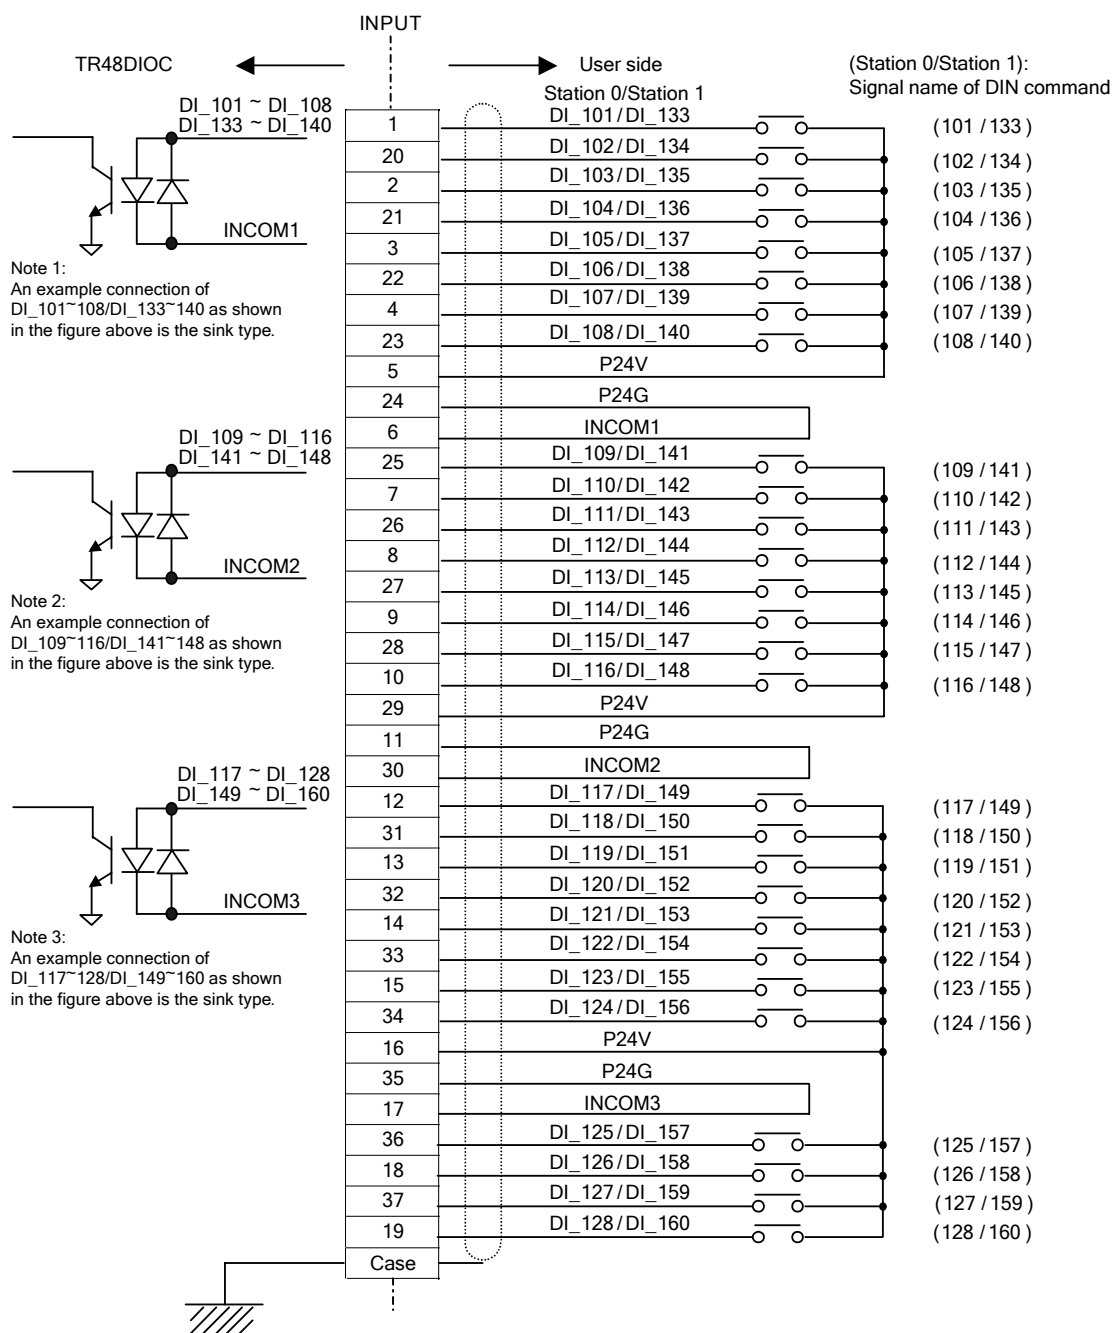 INPUT
TR48DIOC
User side
(Station 0/Station 1):
Signal name of DIN command
Station 0/Station 1
DI_101 ~ DI_108
DI_133 ~ DI_140
INCOM1
Note 1:
An example connection of
DI_101~108/DI_133~140 as shown
in the figure above is the sink type.
DI_109 ~ DI_116
DI_141 ~ DI_148
INCOM2
Note 2:
An example connection of
DI_109~116/DI_141~148 as shown
in the figure above is the sink type.
DI_117 ~ DI_128
DI_149 ~ DI_160
INCOM3
Note 3:
An example connection of
DI_117~128/DI_149~160 as shown
in the figure above is the sink type.
1 DI_101/DI_133 (101 / 133)
20 DI_102/DI_134 (102 / 134)
2 DI_103/DI_135 (103 / 135)
21 DI_104/DI_136 (104 / 136)
3 DI_105/DI_137 (105 / 137)
22 DI_106/DI_138 (106 / 138)
4 DI_107/DI_139 (107 / 139)
23 DI_108/DI_140 (108 / 140)
5 P24V
24 P24G
6 INCOM1
25 DI_109/DI_141 (109 / 141)
7 DI_110/DI_142 (110 / 142)
26 DI_111/DI_143 (111 / 143)
8 DI_112/DI_144 (112 / 144)
27 DI_113/DI_145 (113 / 145)
9 DI_114/DI_146 (114 / 146)
28 DI_115/DI_147 (115 / 147)
10 DI_116/DI_148 (116 / 148)
29 P24V
11 P24G
30 INCOM2
12 DI_117/DI_149 (117 / 149)
31 DI_118/DI_150 (118 / 150)
13 DI_119/DI_151 (119 / 151)
32 DI_120/DI_152 (120 / 152)
14 DI_121/DI_153 (121 / 153)
33 DI_122/DI_154 (122 / 154)
15 DI_123/DI_155 (123 / 155)
34 DI_124/DI_156 (124 / 156)
16 P24V
35 P24G
17 INCOM3
36 DI_125/DI_157 (125 / 157)
18 DI_126/DI_158 (126 / 158)
37 DI_127/DI_159 (127 / 159)
19 DI_128/DI_160 (128 / 160)
Case